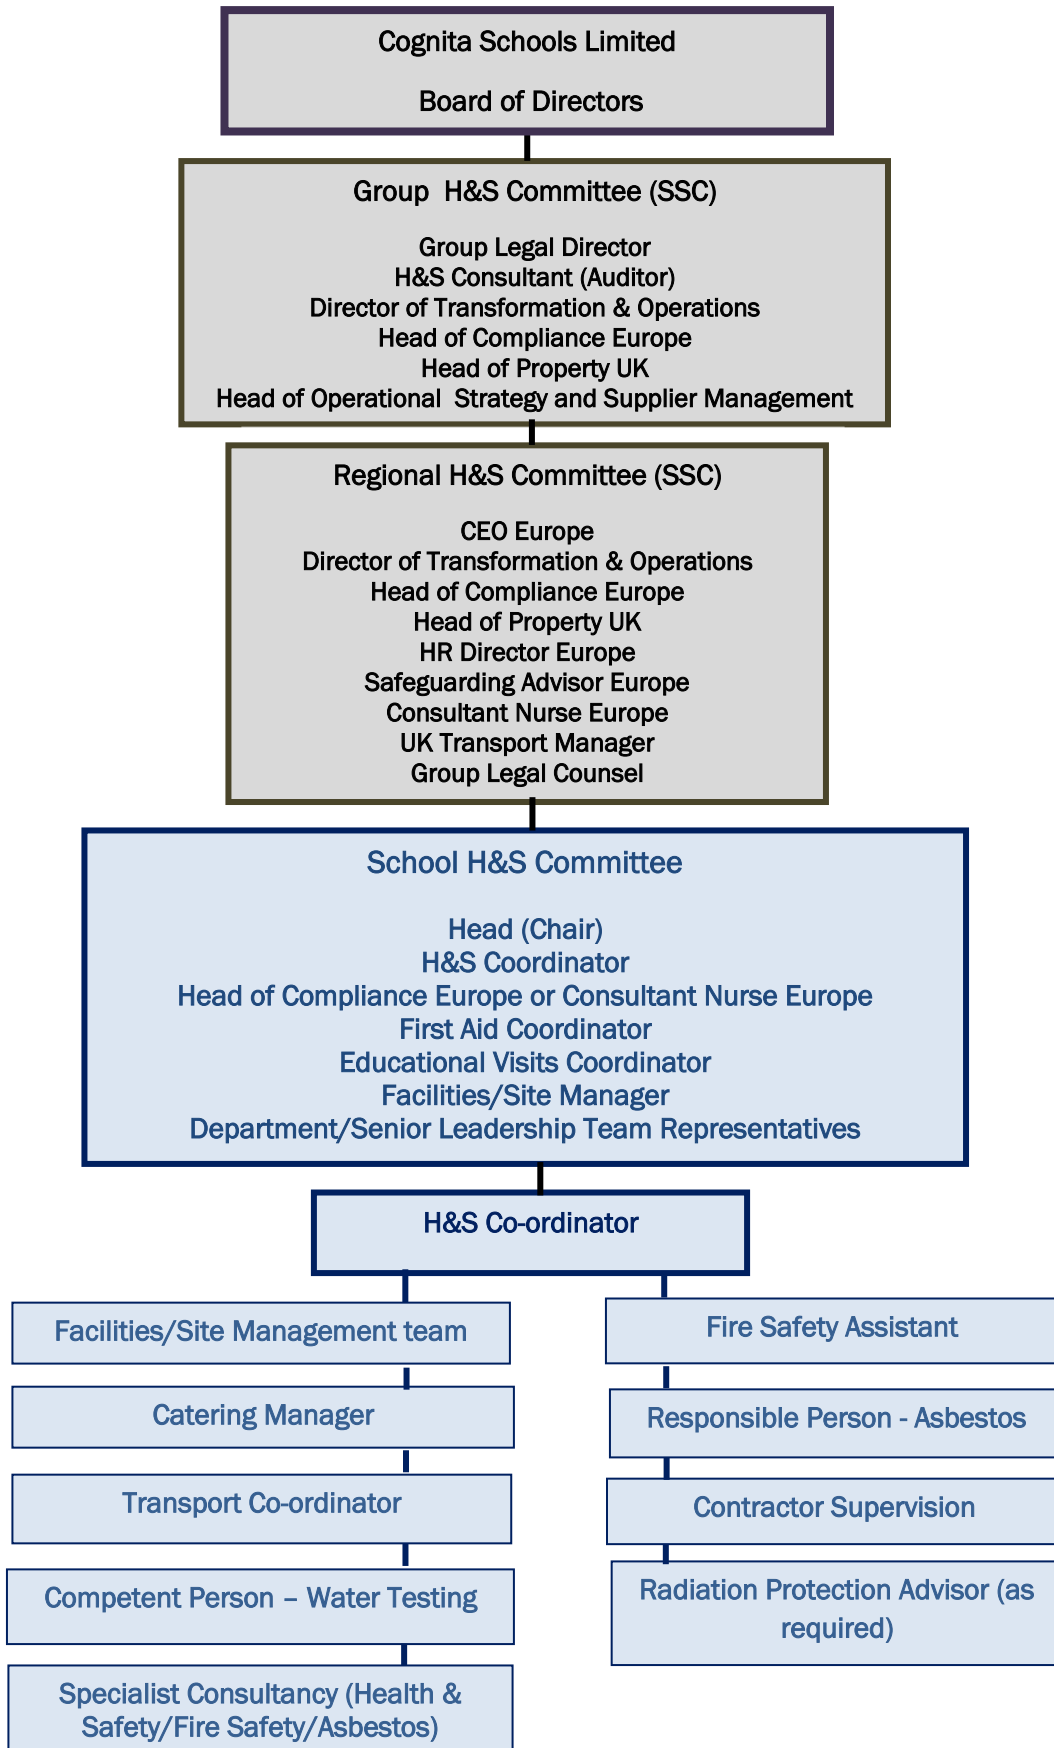 Cognita Schools Limited
Board of Directors
Group H&S Committee (SSC)
Group Legal Director
H&S Consultant (Auditor)
Director of Transformation & Operations
Head of Compliance Europe
Head of Property UK
Head of Operational Strategy and Supplier Management
Regional H&S Committee (SSC)
CEO Europe
Director of Transformation & Operations
Head of Compliance Europe
Head of Property UK
HR Director Europe
Safeguarding Advisor Europe
Consultant Nurse Europe
UK Transport Manager
Group Legal Counsel
School H&S Committee
Head (Chair)
H&S Coordinator
Head of Compliance Europe or Consultant Nurse Europe
First Aid Coordinator
Educational Visits Coordinator
Facilities/Site Manager
Department/Senior Leadership Team Representatives
H&S Co-ordinator
Facilities/Site Management team
Catering Manager
Transport Co-ordinator
Competent Person – Water Testing
Specialist Consultancy (Health &
Safety/Fire Safety/Asbestos)
Fire Safety Assistant
Responsible Person - Asbestos
Contractor Supervision
Radiation Protection Advisor (as
required)